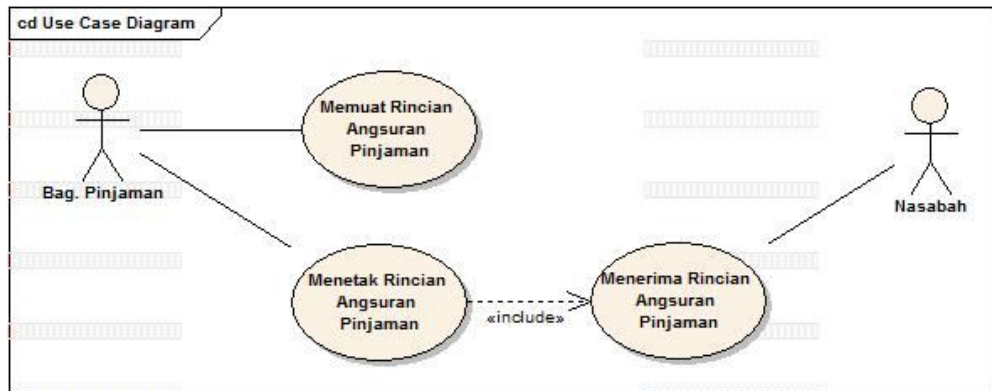 cd Use Case Diagram
Memuat Rincian
Angsuran
Pinjaman
Bag. Pinjaman
Nasabah
Menetak Rincian
Angsuran
Pinjaman
«include»
Menerima Rincian
Angsuran
Pinjaman